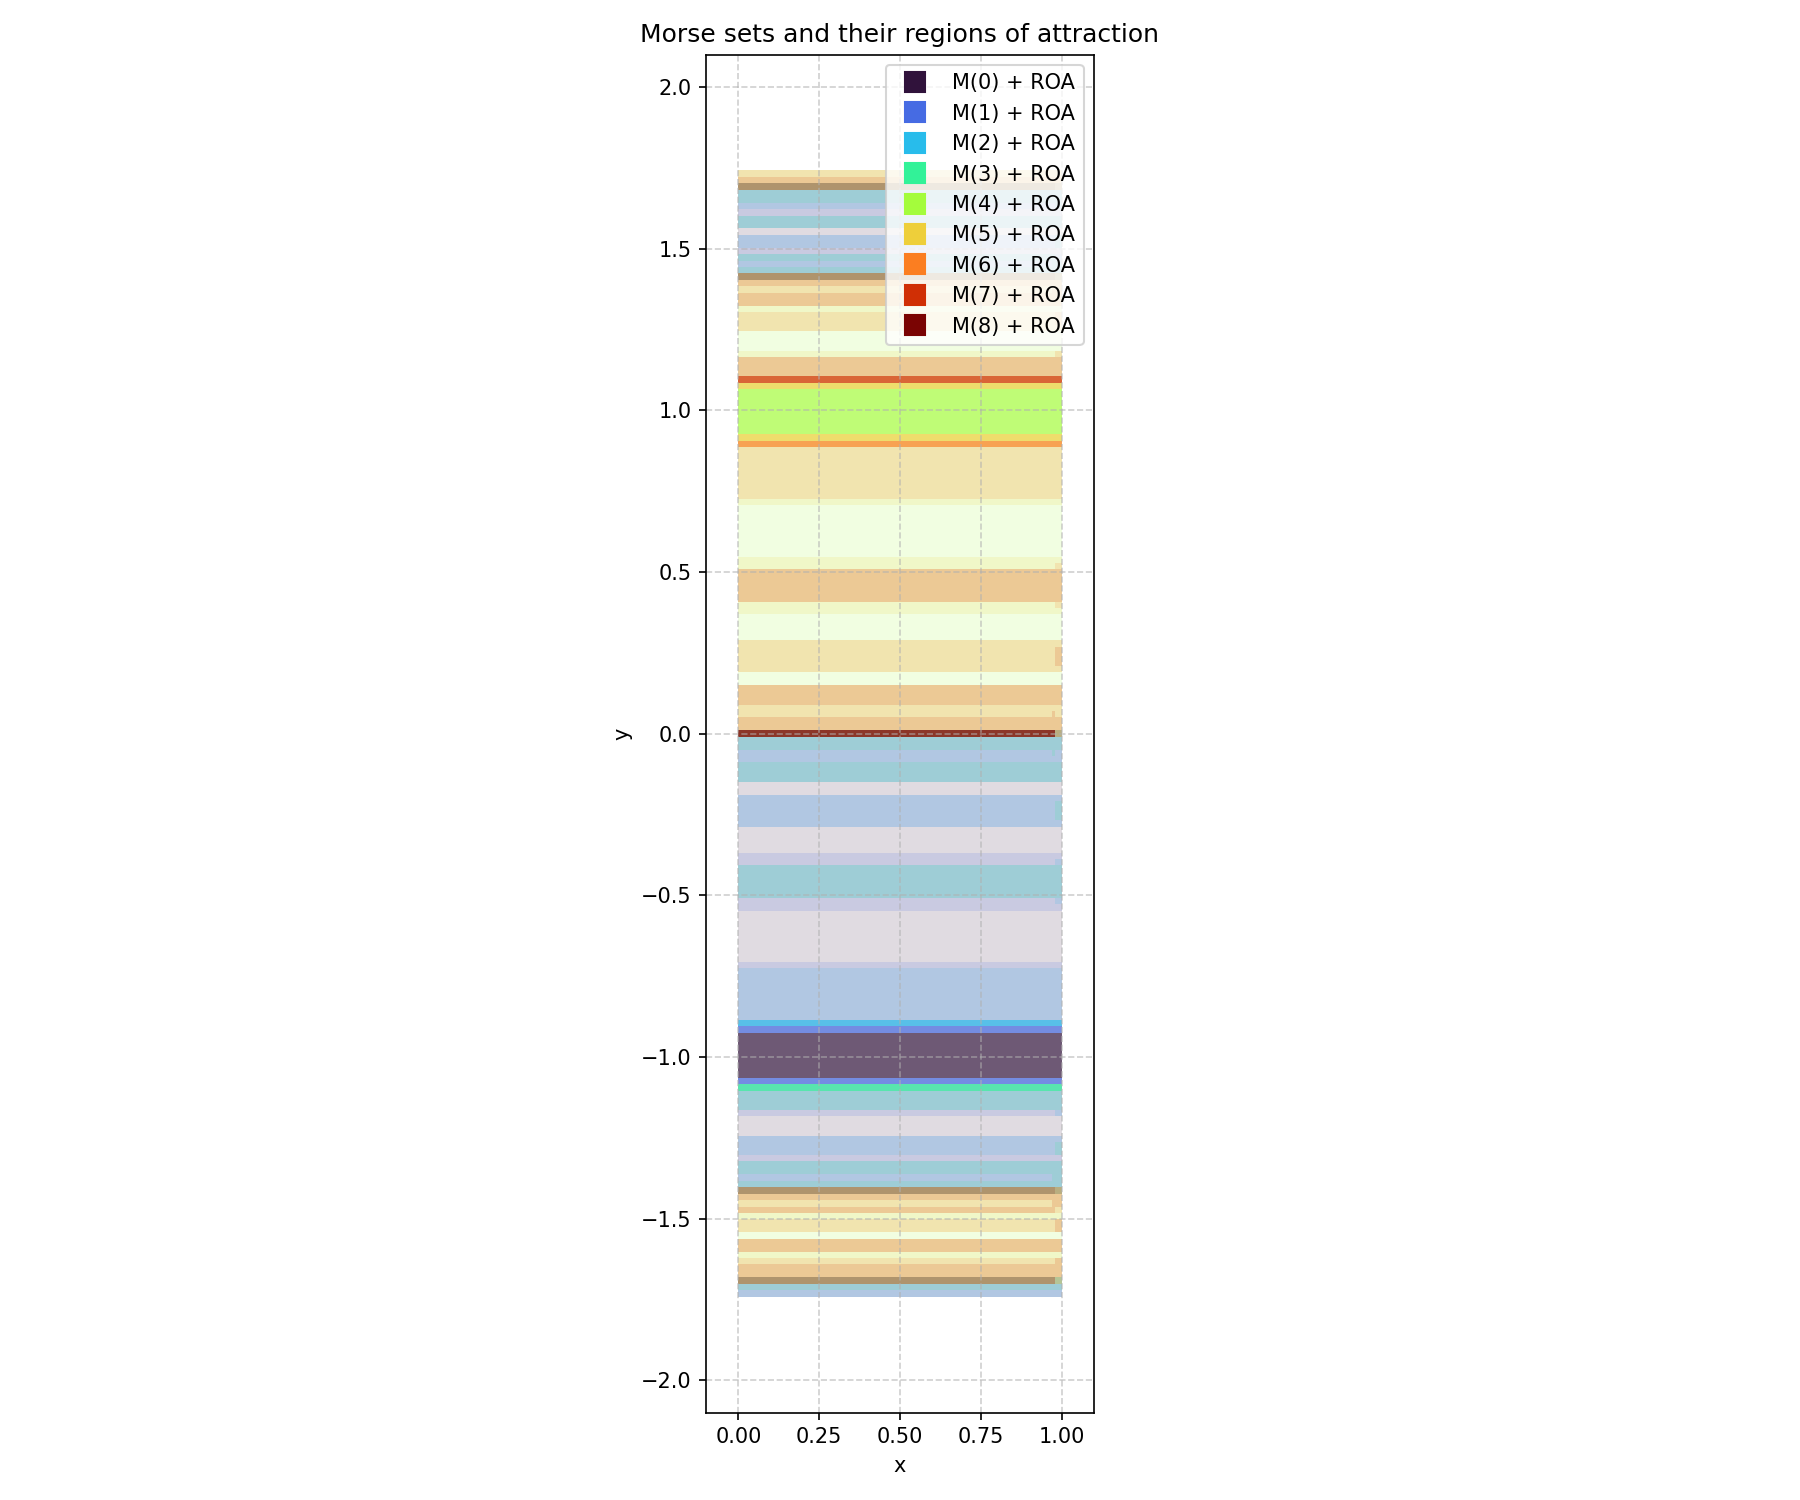 Morse sets and their regions of attraction
M(0) + ROA
M(1) + ROA
M(2) + ROA
M(3) + ROA
M(4) + ROA
M(5) + ROA
M(6) + ROA
M(7) + ROA
M(8) + ROA
2.0
1.5
1.0
0.5
0.0
−0.5
−1.0
−1.5
−2.0
y
0.00 0.25 0.50 0.75 1.00
x